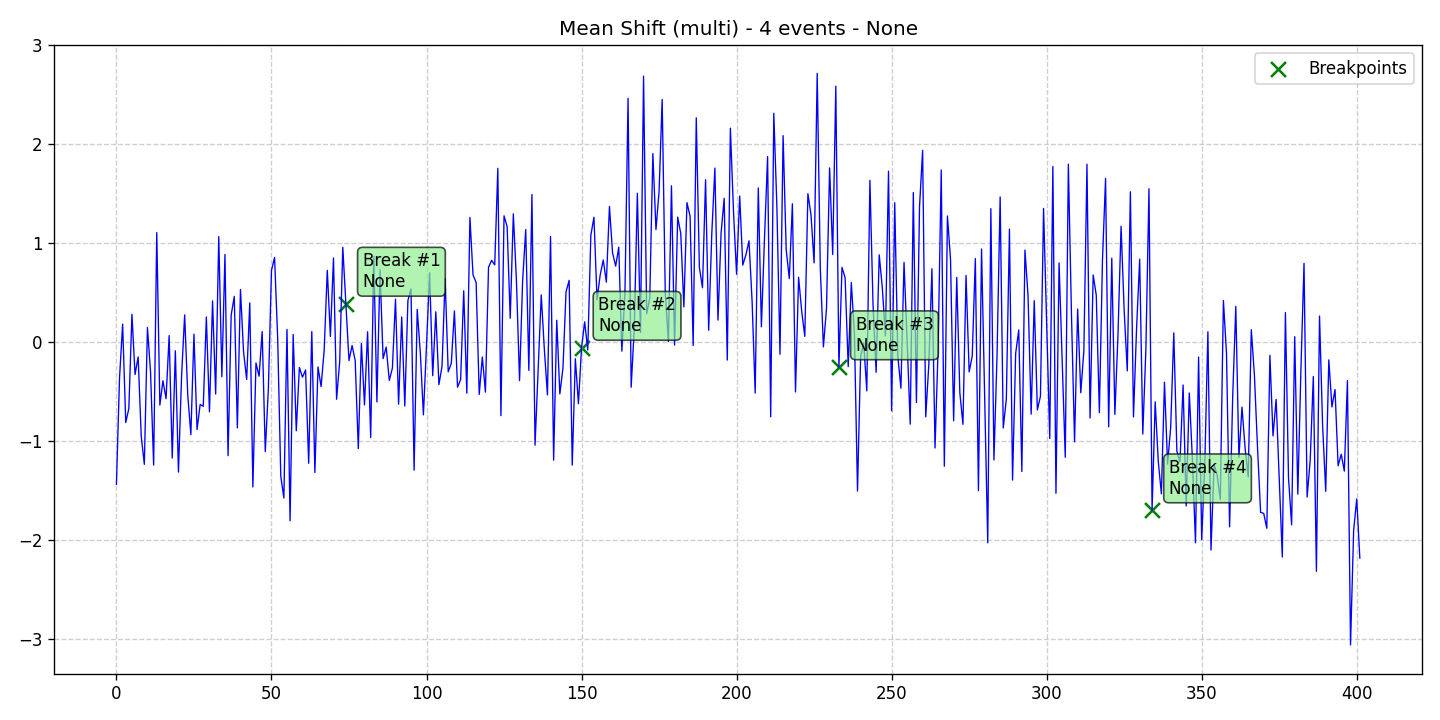 Mean Shift (multi) - 4 events - None
3
2
1
0
−1
−2
−3
Breakpoints
Break #1
None
Break #2
None
Break #3
None
Break #4
None
0 50 100 150 200 250 300 350 400